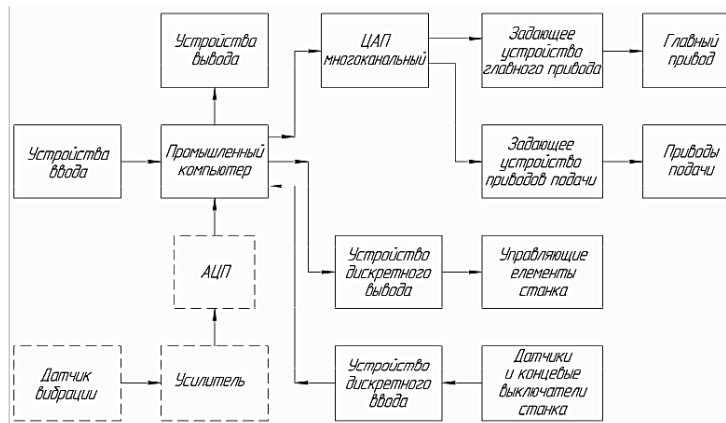 Устройства
вывода
ЦАП
многоканальный
Задающее
устройство
главного привода
Главный
привод
Устройства
ввода
Промышленный
компьютер
Задающее
устройство
приводов подачи
Приводы
подачи
АЦП
Устройство
дискретного
вывода
Управляющие
елементы
станка
Датчик
вибрации
Усилитель
Устройство
дискретного
ввода
Датчики
и концевые
выключатели
станка